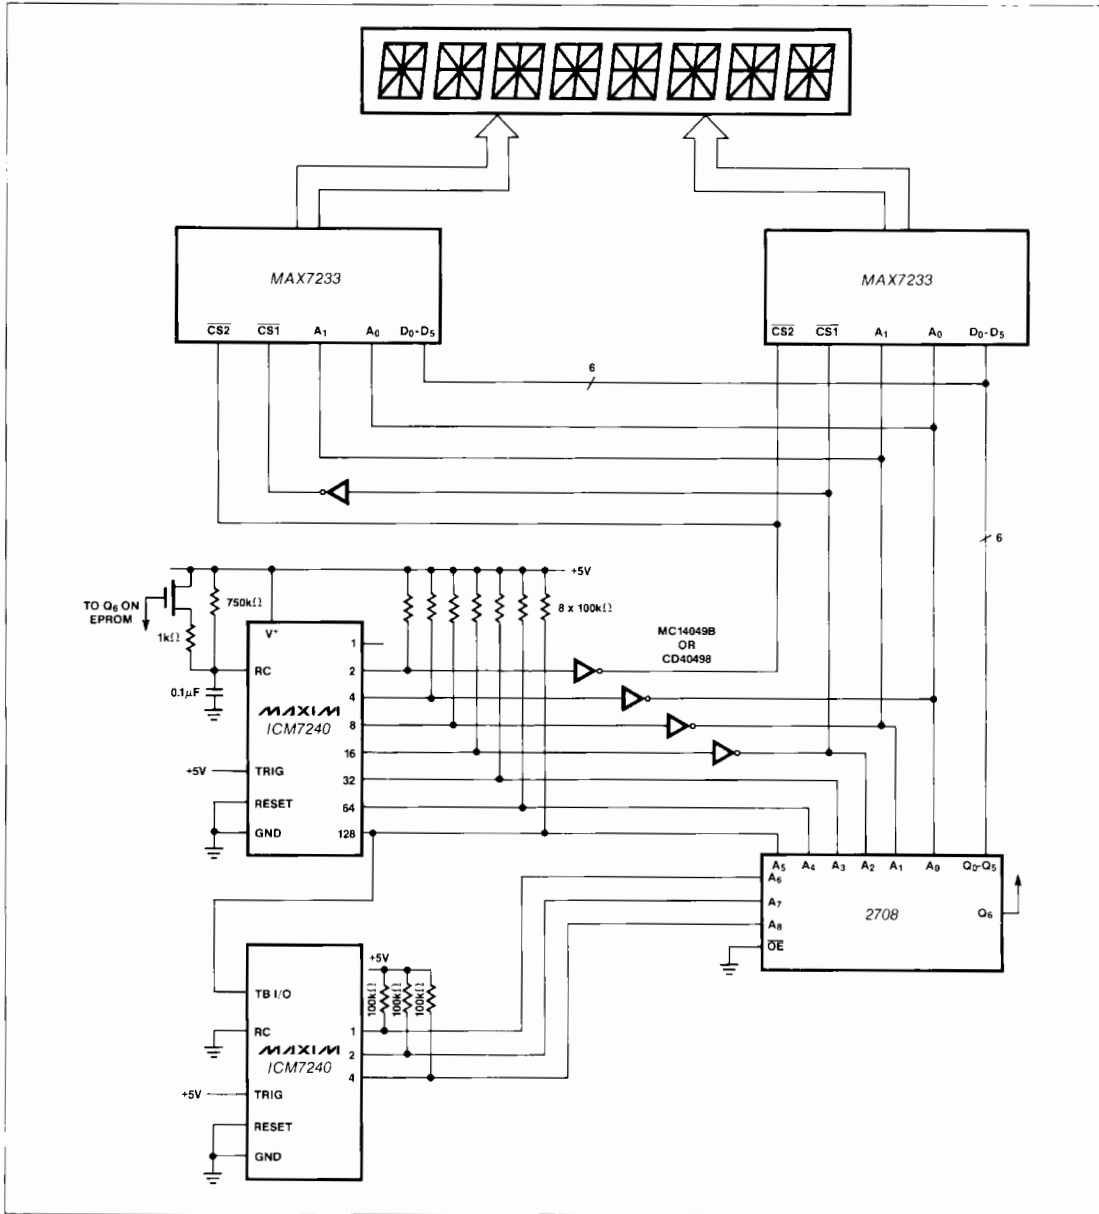 MAX7233
CS2 CS1 A1 A0 D0-D5
MAX7233
CS2 CS1 A1 A0 D0-D5
6
6
+5V
TO Q6 ON
EPROM
750kΩ
1kΩ
0.1μF
8 x 100kΩ
MC14049B
OR
CD40498
V+
RC
MAXIM
ICM7240
TRIG
RESET
GND
1
2
4
8
16
32
64
128
+5V
A5 A4 A3 A2 A1 A0 Q0-Q5
A6
A7
A8
OE
2708
Q6
+5V
100kΩ
100kΩ
100kΩ
TB I/O
RC
MAXIM
ICM7240
TRIG
RESET
GND
1
2
4
+5V